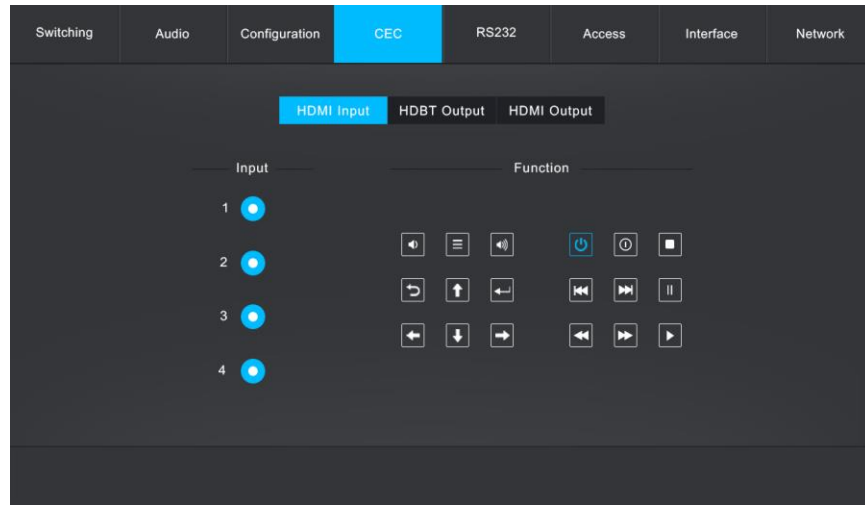 Switching Audio Configuration CEC RS232 Access Interface Network
HDMI Input HDBT Output HDMI Output
Input Function
1
2
3
4